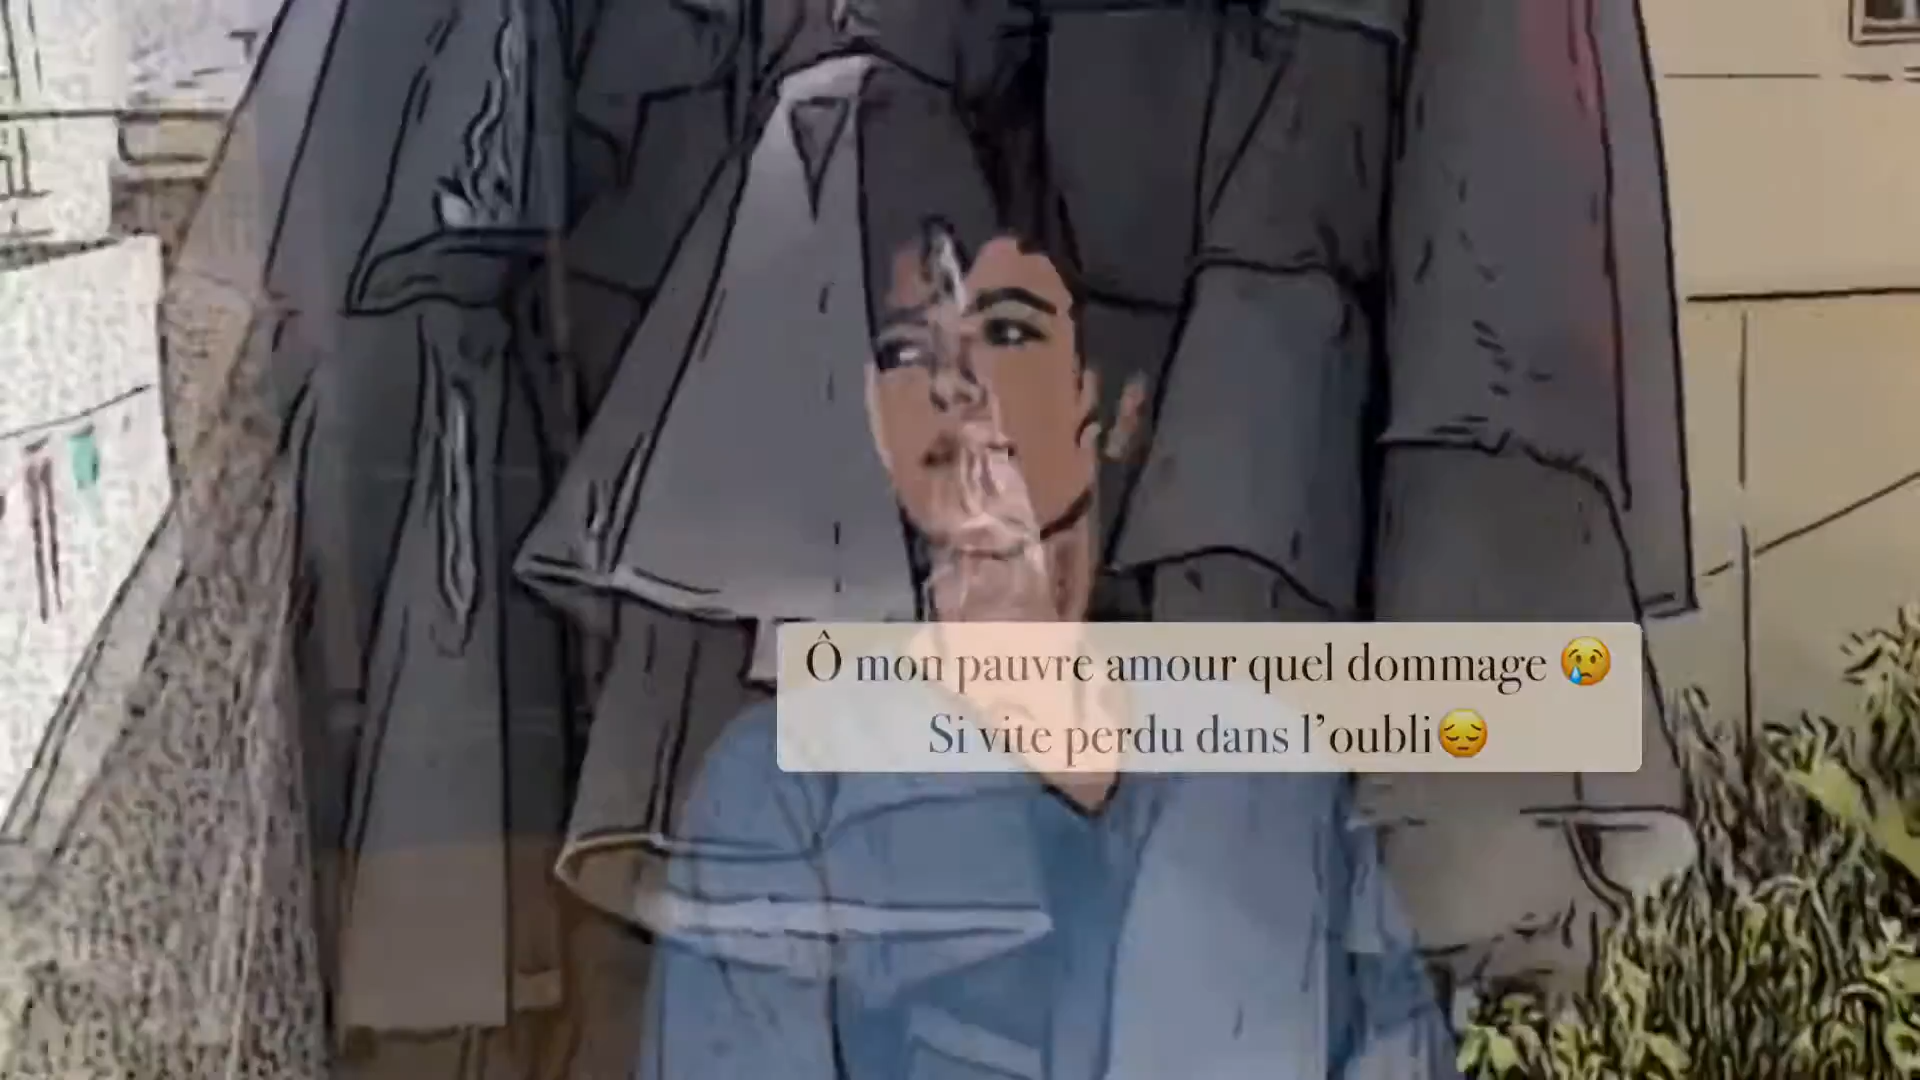 Ô mon pauvre amour quel dommage 😢
Si vite perdu dans l’oubli😔